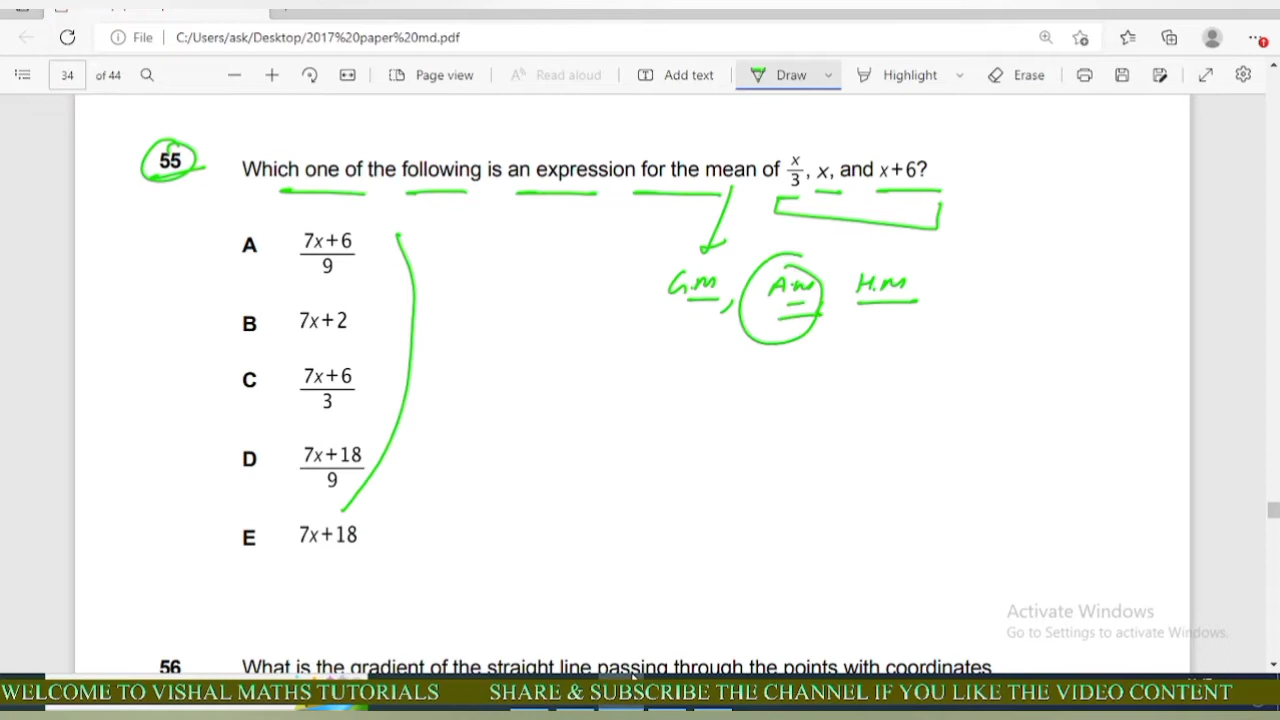 File C:/Users/ask/Desktop/2017%20paper%20md.pdf
34 of 44 Page view Read aloud Add text Draw Highlight Erase
55 Which one of the following is an expression for the mean of x/3, x, and x+6?
G.M, A.M H.M
A (7x+6)/9
B 7x+2
C (7x+6)/3
D (7x+18)/9
E 7x+18
Activate Windows
Go to Settings to activate Windows.
56 What is the gradient of the straight line passing through the points with coordinates
WELCOME TO VISHAL MATHS TUTORIALS SHARE & SUBSCRIBE THE CHANNEL IF YOU LIKE THE VIDEO CONTENT